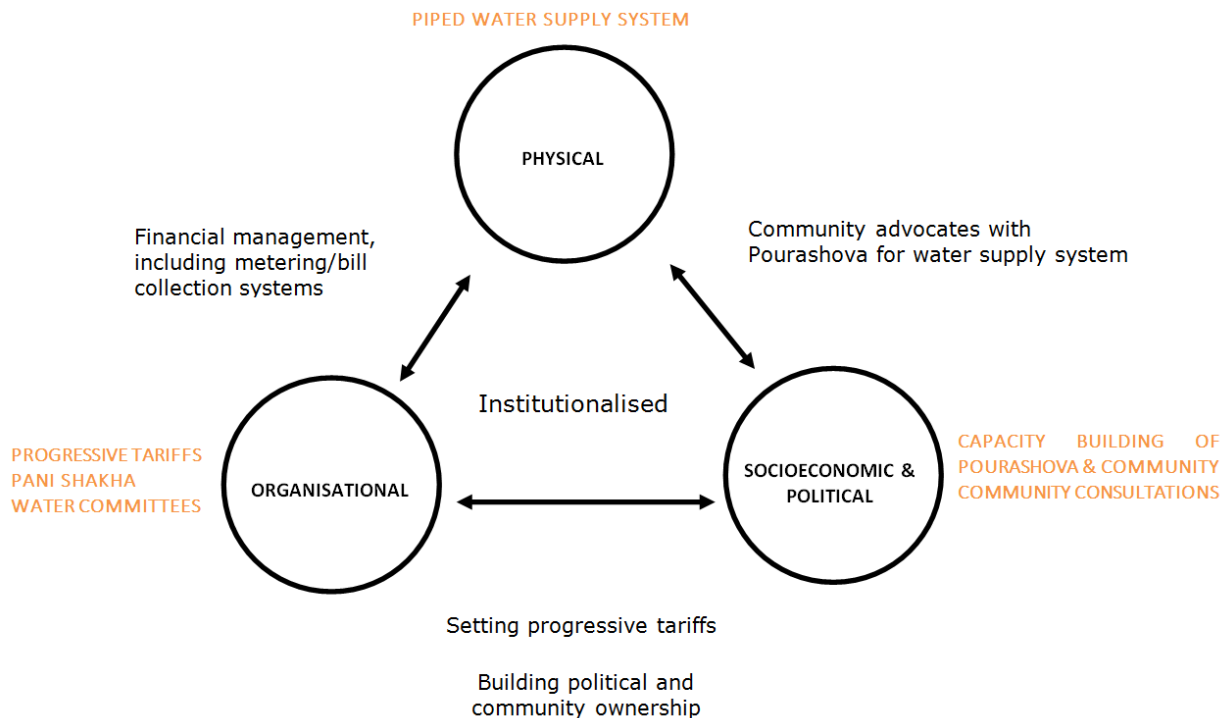 PIPED WATER SUPPLY SYSTEM
PHYSICAL
Financial management,
including metering/bill
collection systems
Community advocates with
Pourashova for water supply system
Institutionalised
PROGRESSIVE TARIFFS
PANI SHAKHA
WATER COMMITTEES
ORGANISATIONAL
SOCIOECONOMIC &
POLITICAL
CAPACITY BUILDING OF
POURASHOVA & COMMUNITY
COMMUNITY CONSULTATIONS
Setting progressive tariffs
Building political and
community ownership